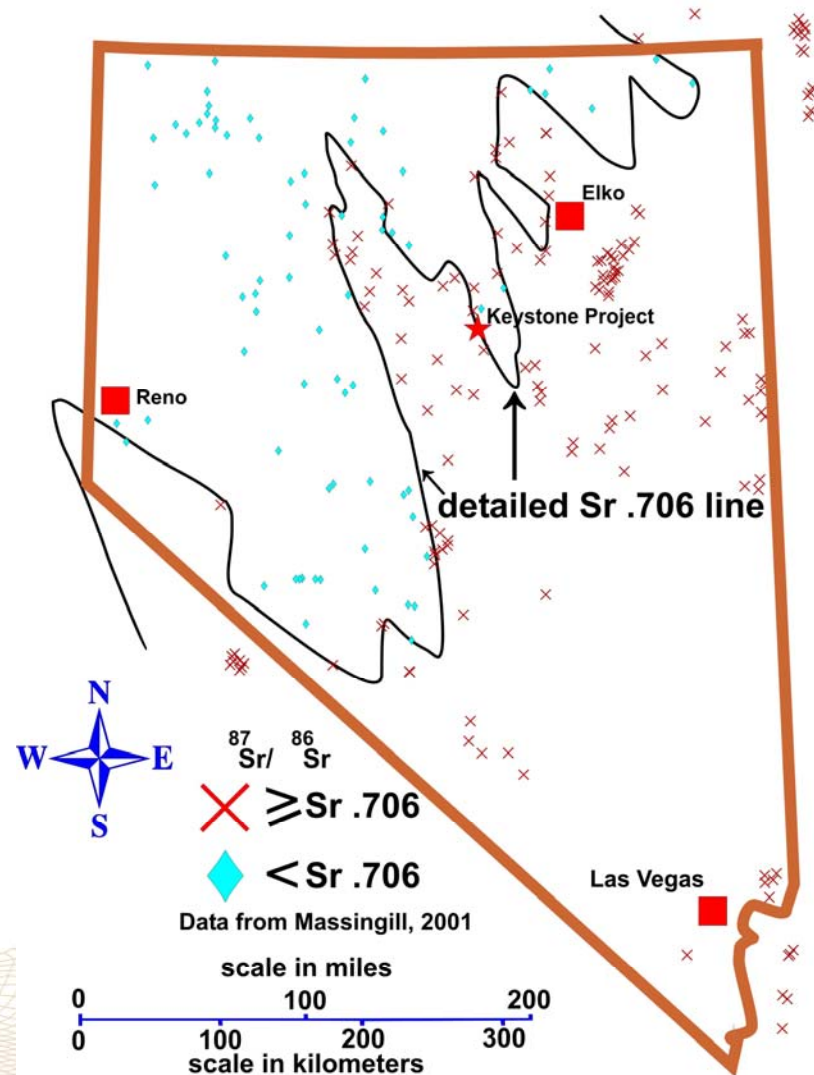 Elko
Keystone Project
Reno
detailed Sr .706 line
N
W E
S
87 86
Sr/ Sr
≥Sr .706
<Sr .706
Las Vegas
Data from Massingill, 2001
scale in miles
0 100 200
0 100 200 300
scale in kilometers